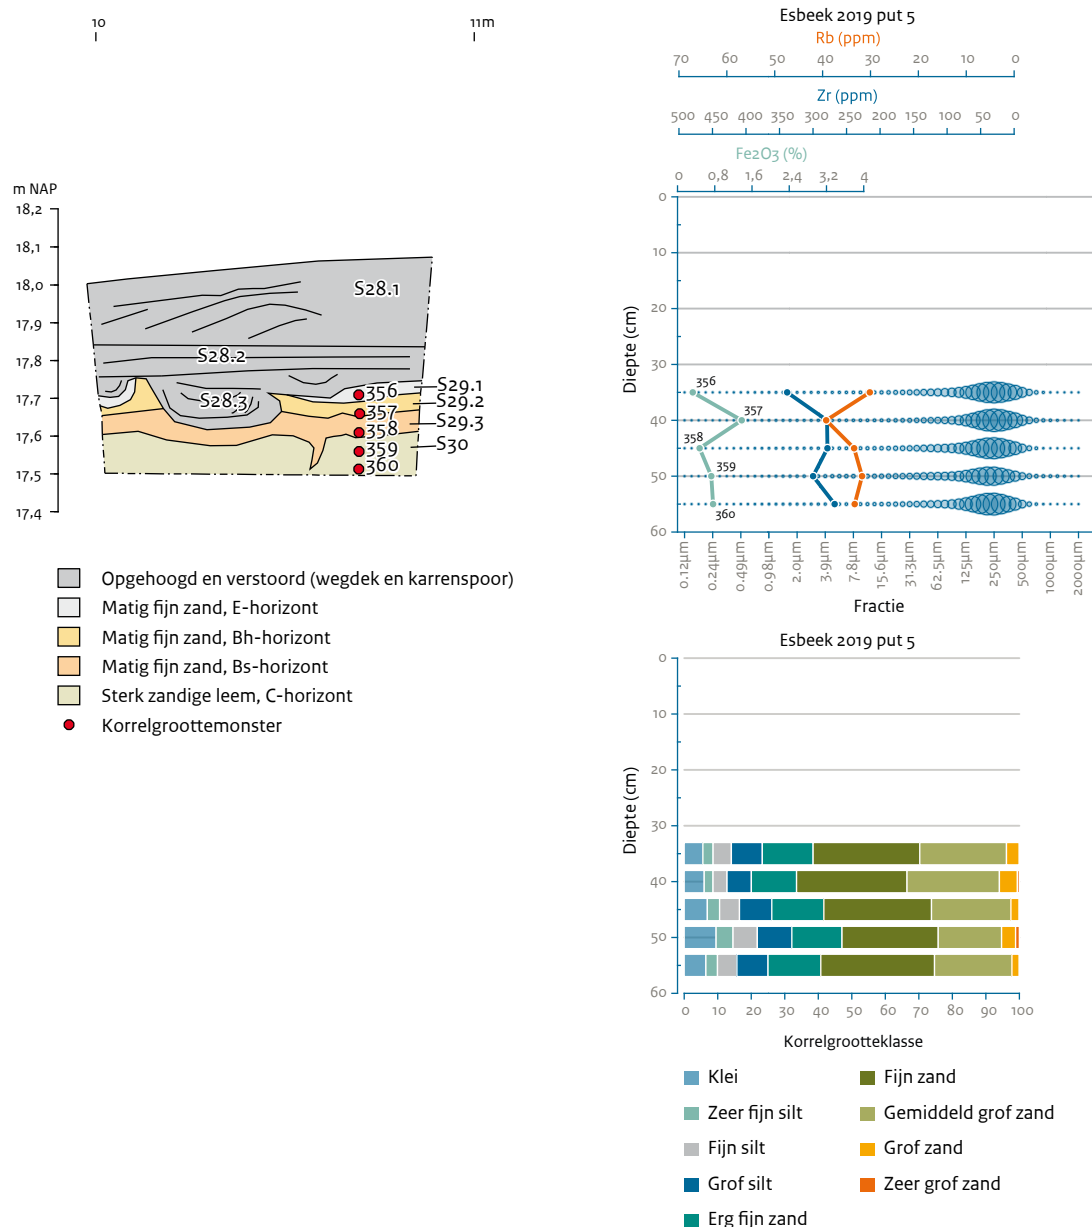 10 11m
m NAP
18,2
18,1
18,0
17,9
17,8
17,7
17,6
17,5
17,4
S28.1
S28.2
S28.3
356
357
358
359
360
S29.1
S29.2
S29.3
S30
Opgehoogd en verstoord (wegdek en karrenspoor)
Matig fijn zand, E-horizont
Matig fijn zand, Bh-horizont
Matig fijn zand, Bs-horizont
Sterk zandige leem, C-horizont
Korrelgroottemonster
Esbeek 2019 put 5
Rb (ppm)
70 60 50 40 30 20 10 0
Zr (ppm)
500 450 400 350 300 250 200 150 100 50 0
Fe2O3 (%)
0 0,8 1,6 2,4 3,2 4
Diepte (cm)
0
10
20
30
40
50
60
356
357
358
359
360
0.12µm 0.24µm 0.49µm 0.98µm 2.0µm 3.9µm 7.8µm 15.6µm 31.3µm 62.5µm 125µm 250µm 500µm 1000µm 2000µm
Fractie
Esbeek 2019 put 5
Diepte (cm)
0
10
20
30
40
50
60
0 10 20 30 40 50 60 70 80 90 100
Korrelgrootteklasse
Klei
Zeer fijn silt
Fijn silt
Grof silt
Erg fijn zand
Fijn zand
Gemiddeld grof zand
Grof zand
Zeer grof zand